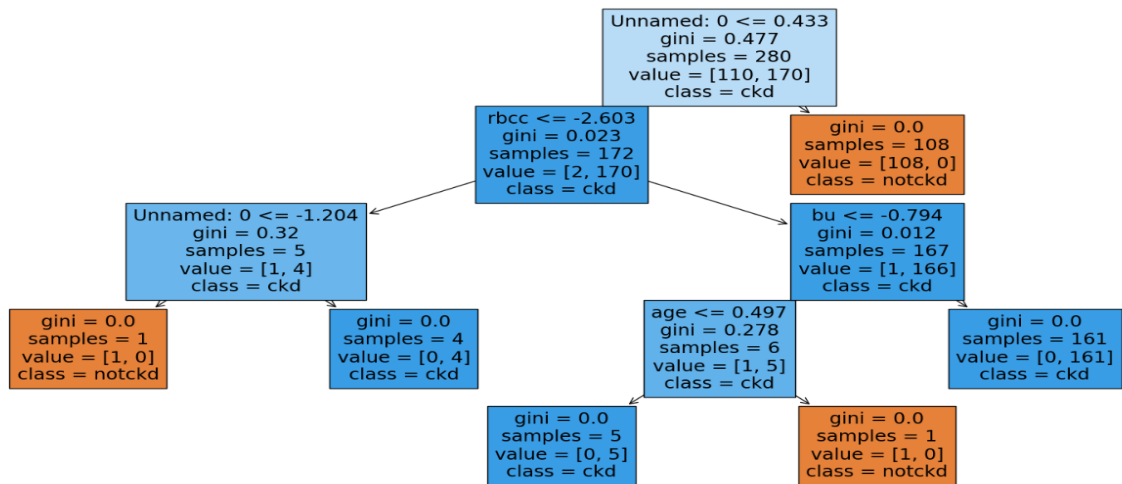 Unnamed: 0 <= 0.433
gini = 0.477
samples = 280
value = [110, 170]
class = ckd
rbcc <= -2.603
gini = 0.023
samples = 172
value = [2, 170]
class = ckd
gini = 0.0
samples = 108
value = [108, 0]
class = notckd
Unnamed: 0 <= -1.204
gini = 0.32
samples = 5
value = [1, 4]
class = ckd
bu <= -0.794
gini = 0.012
samples = 167
value = [1, 166]
class = ckd
gini = 0.0
samples = 1
value = [1, 0]
class = notckd
gini = 0.0
samples = 4
value = [0, 4]
class = ckd
age <= 0.497
gini = 0.278
samples = 6
value = [1, 5]
class = ckd
gini = 0.0
samples = 161
value = [0, 161]
class = ckd
gini = 0.0
samples = 5
value = [0, 5]
class = ckd
gini = 0.0
samples = 1
value = [1, 0]
class = notckd